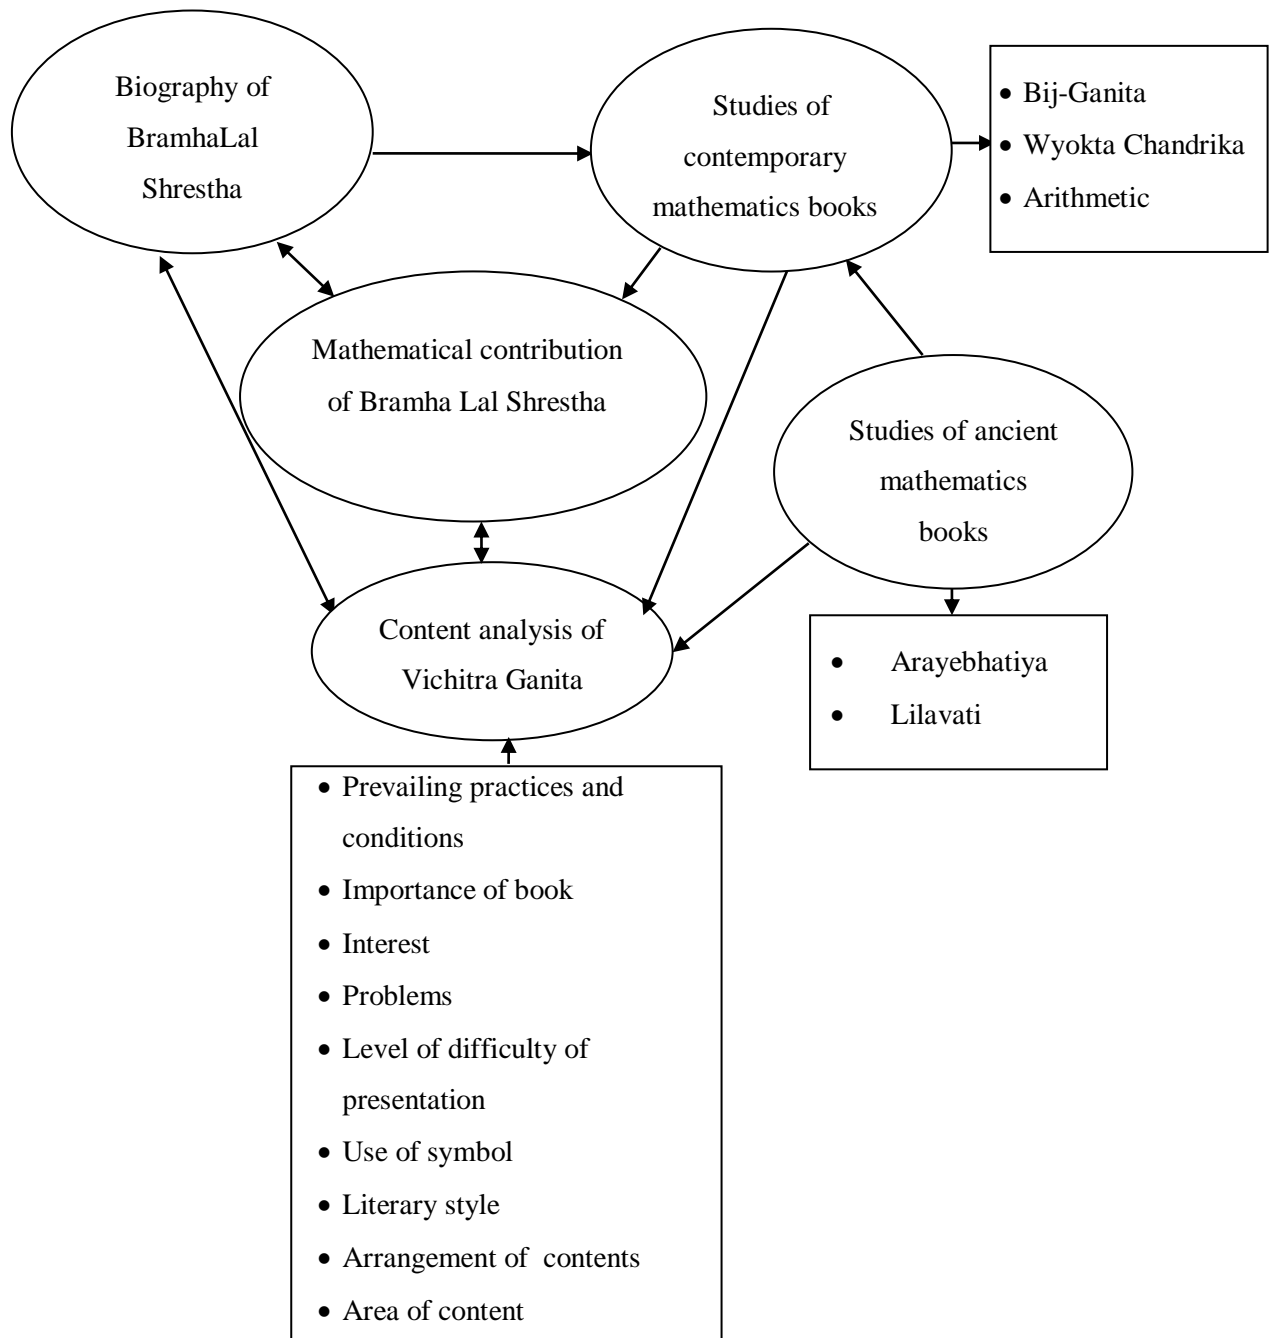 Biography of
BramhaLal
Shrestha
Studies of
contemporary
mathematics books
• Bij-Ganita
• Wyokta Chandrika
• Arithmetic
Mathematical contribution
of Bramha Lal Shrestha
Studies of ancient
mathematics
books
Content analysis of
Vichitra Ganita
• Arayebhatiya
• Lilavati
• Prevailing practices and
conditions
• Importance of book
• Interest
• Problems
• Level of difficulty of
presentation
• Use of symbol
• Literary style
• Arrangement of contents
• Area of content